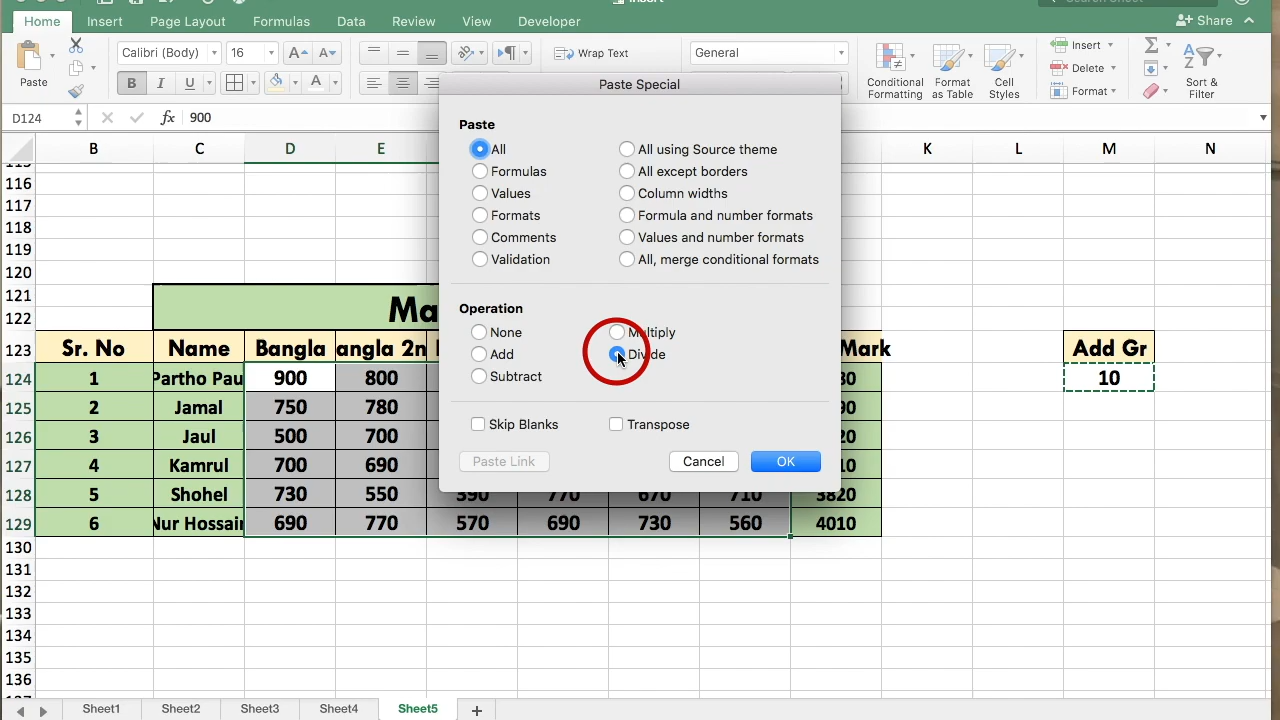 Insert
Search Sheet
Home Insert Page Layout Formulas Data Review View Developer
Share
Paste
Calibri (Body) 16
A A
B I U A
Wrap Text
General
Conditional Formatting
Format as Table
Cell Styles
Insert
Delete
Format
Sort & Filter
D124 fx 900
Paste Special
Paste
All All using Source theme
Formulas All except borders
Values Column widths
Formats Formula and number formats
Comments Values and number formats
Validation All, merge conditional formats
Operation
None Multiply
Add Divide
Subtract
Skip Blanks Transpose
Paste Link Cancel OK
B C D E K L M N
116
117
118
119
120
121
122 Ma
123 Sr. No Name Bangla angla 2n Mark Add Gr
124 1 Partho Pau 900 800 30 10
125 2 Jamal 750 780 90
126 3 Jaul 500 700 20
127 4 Kamrul 700 690 10
128 5 Shohel 730 550 390 770 670 710 3820
129 6 Nur Hossain 690 770 570 690 730 560 4010
130
131
132
133
134
135
136
Sheet1 Sheet2 Sheet3 Sheet4 Sheet5 +